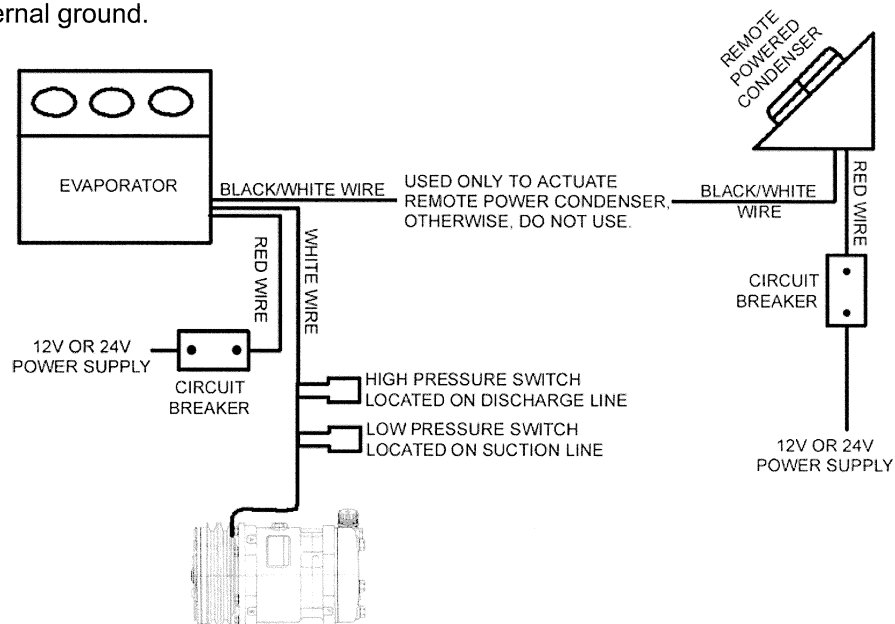 ernal ground.
REMOTE
POWERED
CONDENSER
EVAPORATOR
BLACK/WHITE WIRE
USED ONLY TO ACTUATE
REMOTE POWER CONDENSER,
OTHERWISE, DO NOT USE.
BLACK/WHITE
WIRE
RED WIRE
RED WIRE
WHITE WIRE
CIRCUIT
BREAKER
12V OR 24V
POWER SUPPLY
CIRCUIT
BREAKER
HIGH PRESSURE SWITCH
LOCATED ON DISCHARGE LINE
LOW PRESSURE SWITCH
LOCATED ON SUCTION LINE
12V OR 24V
POWER SUPPLY